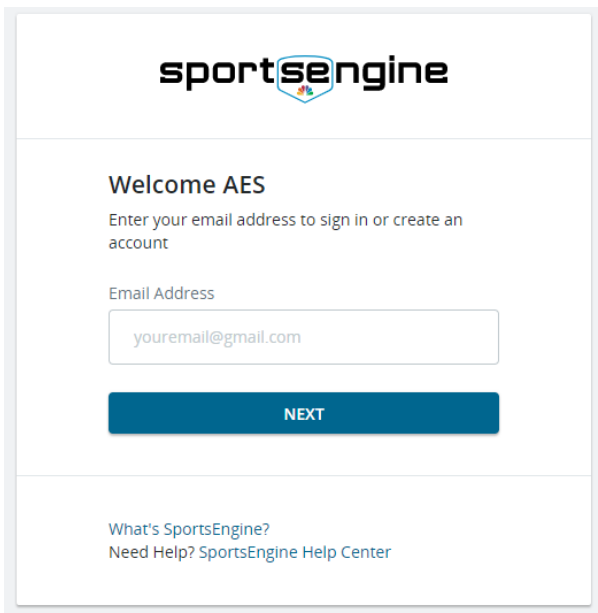 sportsengine
Welcome AES
Enter your email address to sign in or create an
account
Email Address
youremail@gmail.com
NEXT
What's SportsEngine?
Need Help? SportsEngine Help Center